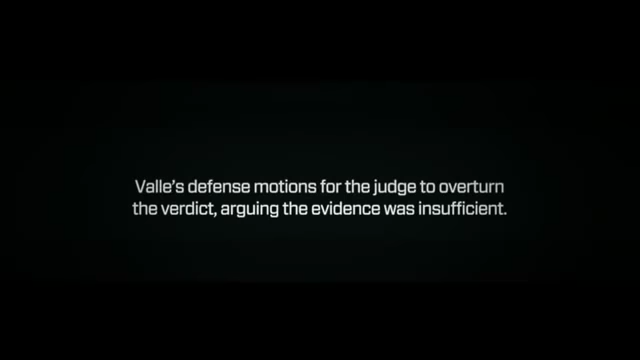 Valle's defense motions for the judge to overturn
the verdict, arguing the evidence was insufficient.